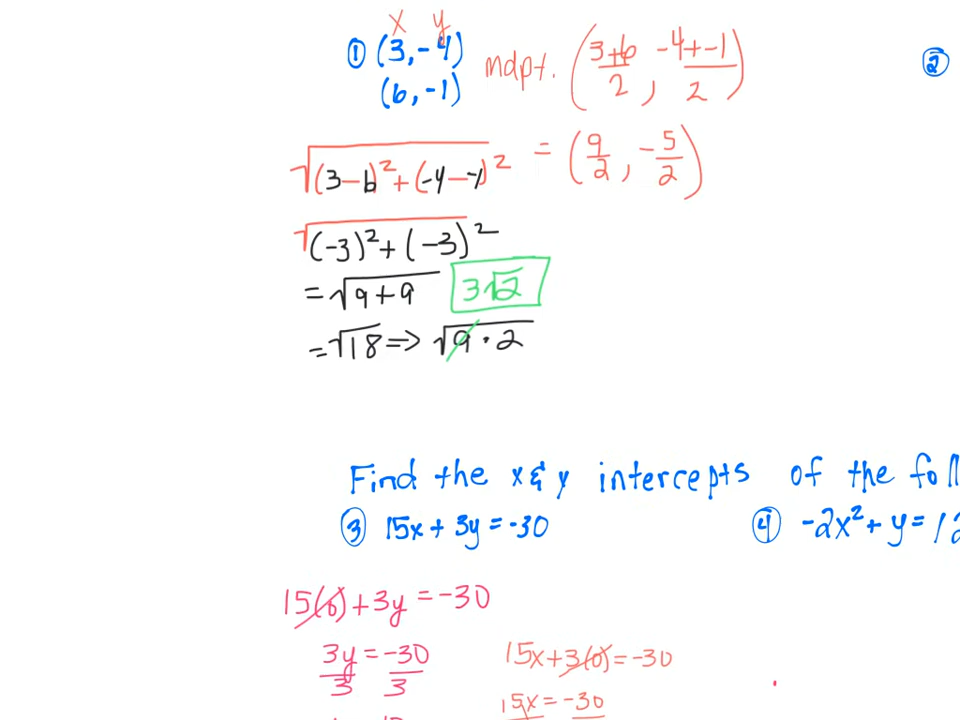 x y
① (3, -4) mdpt. (3+6/2, -4+-1/2)
(6, -1)
②
= (9/2, -5/2)
√(3-6)²+(-4--1)²
√(-3)²+(-3)²
=√9+9 3√2
=√18 => √9·2
Find the x & y intercepts of the foll
③ 15x + 3y = -30
④ -2x² + y = 12
15(0) + 3y = -30
3y/3 = -30/3
15x + 3(0) = -30
15x = -30